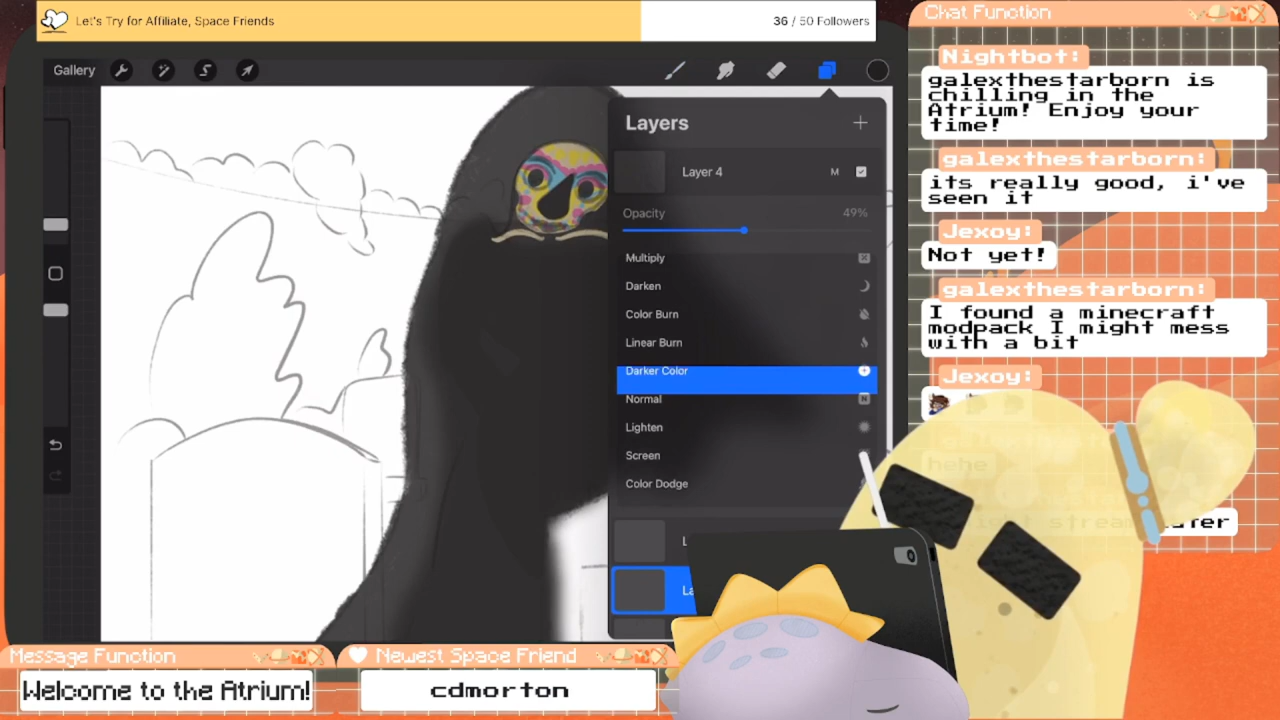 Let's Try for Affiliate, Space Friends
36 / 50 Followers
Gallery
Layers
Layer 4
M
Opacity
49%
Multiply
Darken
Color Burn
Linear Burn
Darker Color
Normal
N
Lighten
Screen
Color Dodge
L
La
Chat Function
Nightbot:
galexthestarborn is
chilling in the
Atrium! Enjoy your
time!
galexthestarborn:
its really good, i've
seen it
Jexoy:
Not yet!
galexthestarborn:
I found a minecraft
modpack I might mess
with a bit
Jexoy:
hehe
Message Function
Welcome to the Atrium!
Newest Space Friend
cdmorton